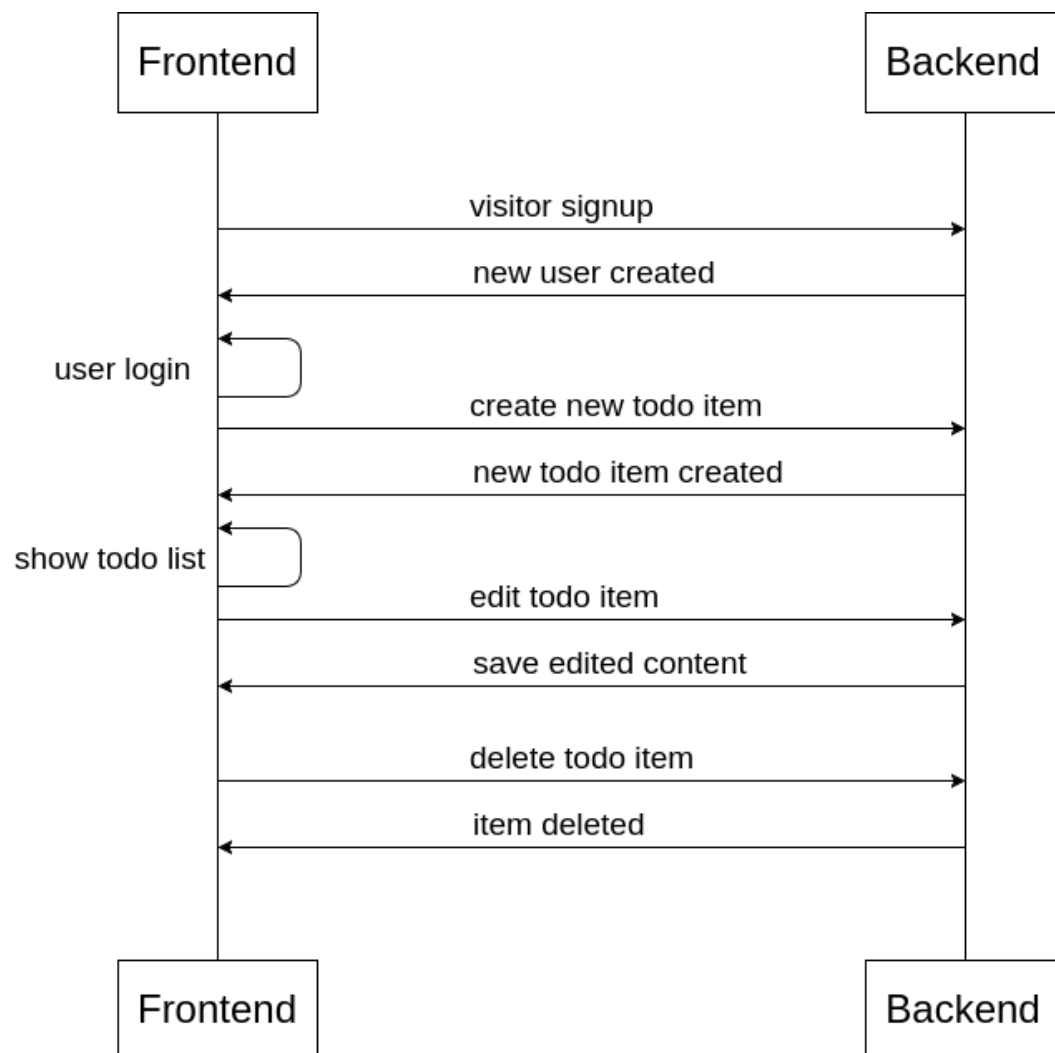 Frontend
Backend
visitor signup
new user created
user login
create new todo item
new todo item created
show todo list
edit todo item
save edited content
delete todo item
item deleted
Frontend
Backend